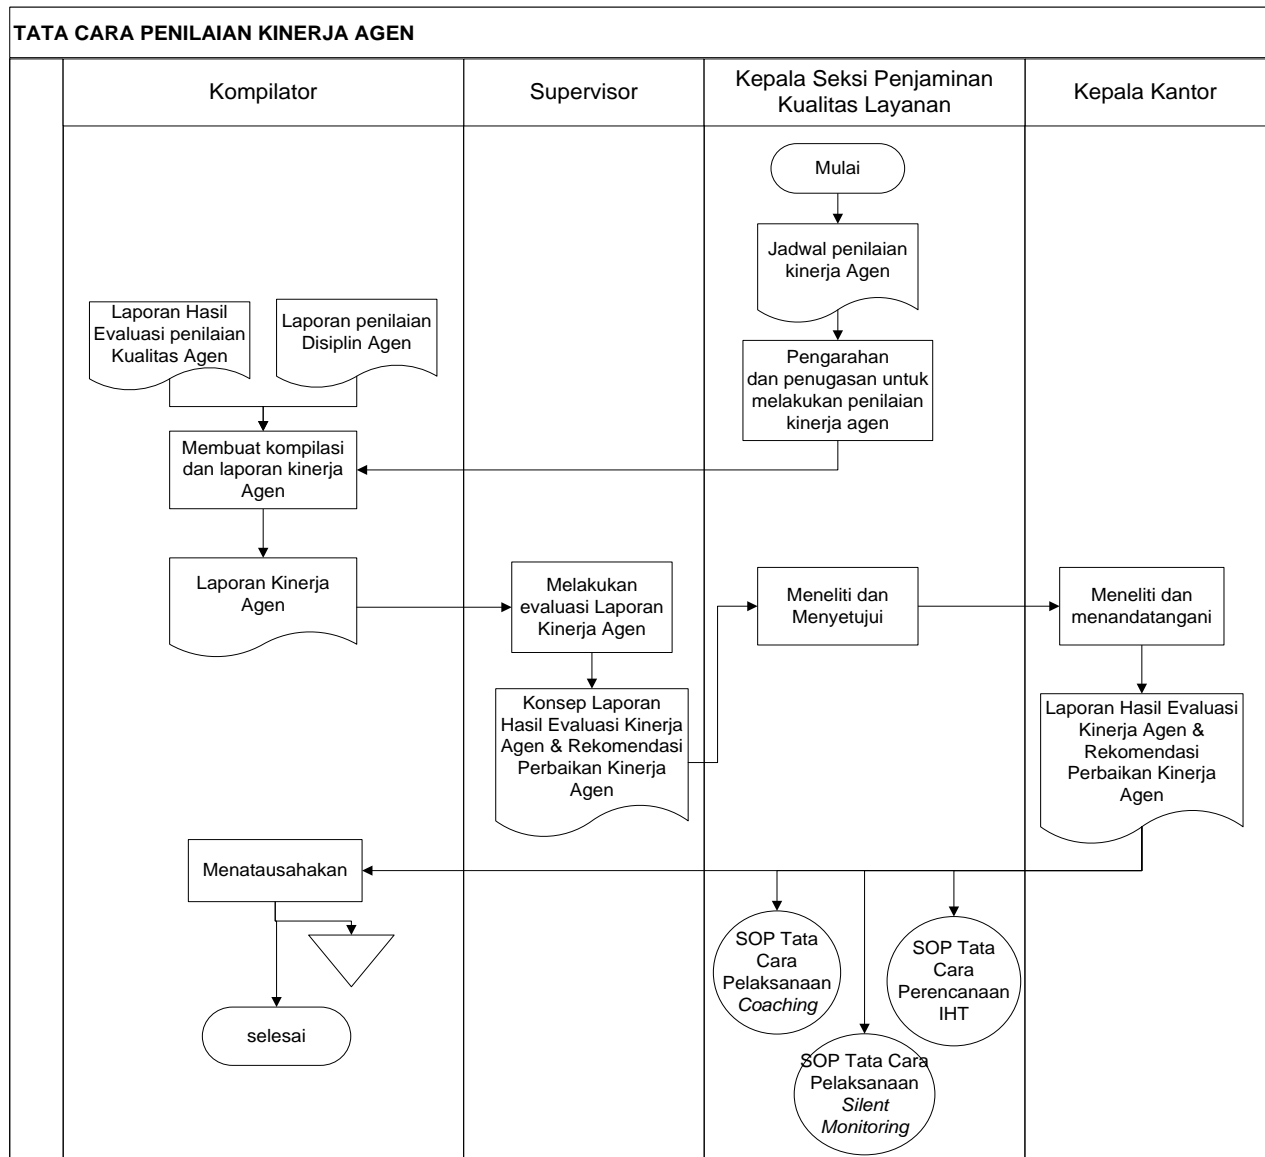 TATA CARA PENILAIAN KINERJA AGEN
Kompilator
Supervisor
Kepala Seksi Penjaminan
Kualitas Layanan
Kepala Kantor
Mulai
Jadwal penilaian
kinerja Agen
Laporan Hasil
Evaluasi penilaian
Kualitas Agen
Laporan penilaian
Disiplin Agen
Pengarahan
dan penugasan untuk
melakukan penilaian
kinerja agen
Membuat kompilasi
dan laporan kinerja
Agen
Laporan Kinerja
Agen
Melakukan
evaluasi Laporan
Kinerja Agen
Meneliti dan
Menyetujui
Meneliti dan
menandatangani
Konsep Laporan
Hasil Evaluasi Kinerja
Agen & Rekomendasi
Perbaikan Kinerja
Agen
Laporan Hasil Evaluasi
Kinerja Agen &
Rekomendasi
Perbaikan Kinerja
Agen
Menatausahakan
SOP Tata
Cara
Pelaksanaan
Coaching
SOP Tata
Cara
Perencanaan
IHT
selesai
SOP Tata Cara
Pelaksanaan
Silent
Monitoring